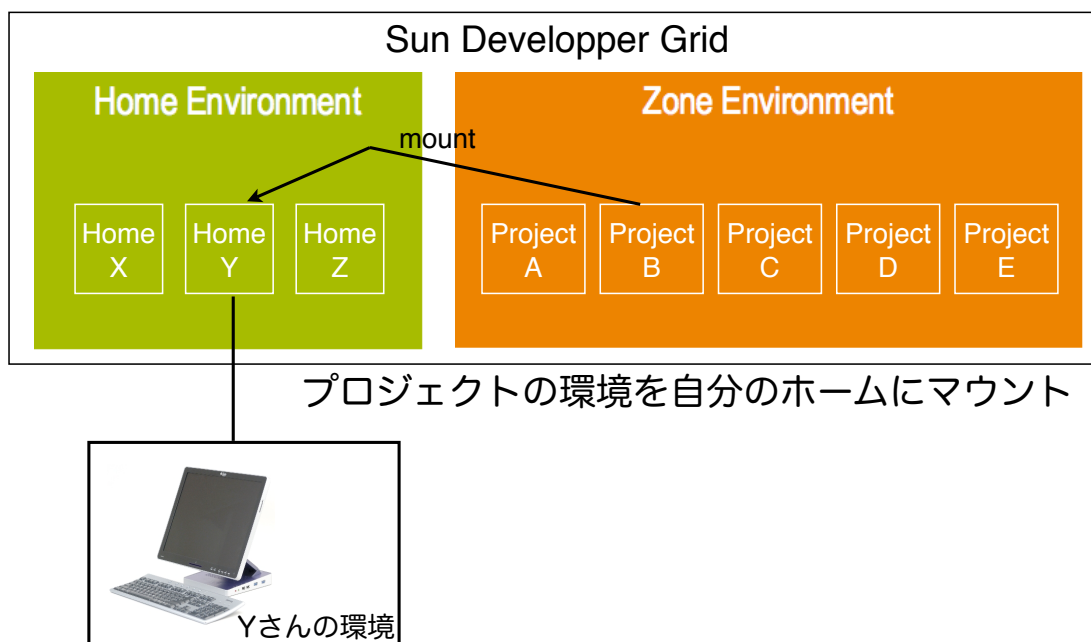 Sun Developper Grid
Home Environment
Zone Environment
mount
Home
X
Home
Y
Home
Z
Project
A
Project
B
Project
C
Project
D
Project
E
プロジェクトの環境を自分のホームにマウント
Yさんの環境